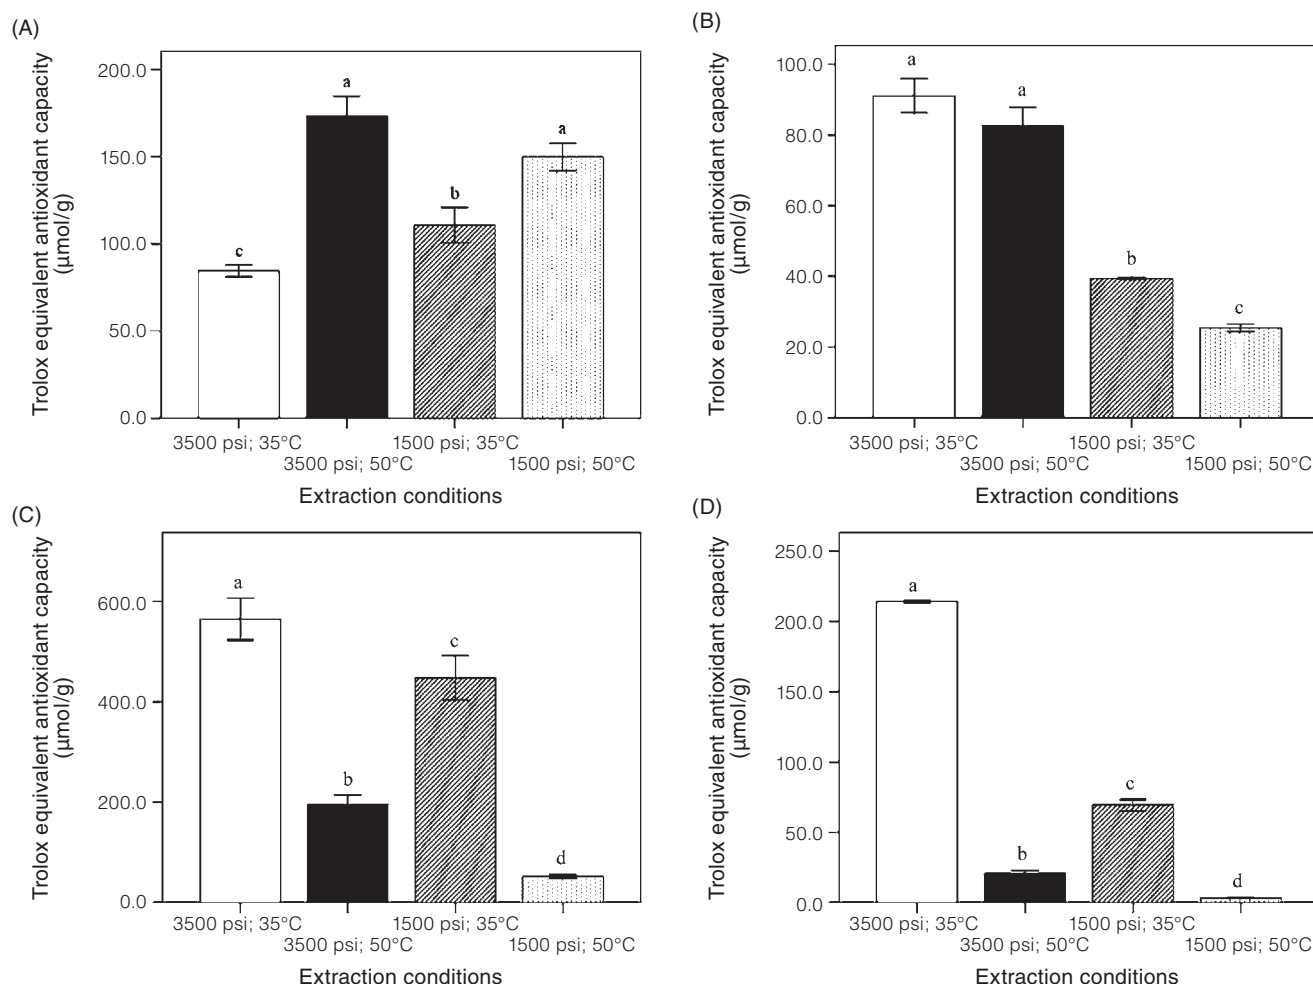 (A)
Trolox equivalent antioxidant capacity
(µmol/g)
200.0
150.0
100.0
50.0
0.0
c
a
b
a
3500 psi; 35°C
3500 psi; 50°C
1500 psi; 35°C
1500 psi; 50°C
Extraction conditions
(B)
Trolox equivalent antioxidant capacity
(µmol/g)
100.0
80.0
60.0
40.0
20.0
0.0
a
a
b
c
3500 psi; 35°C
3500 psi; 50°C
1500 psi; 35°C
1500 psi; 50°C
Extraction conditions
(C)
Trolox equivalent antioxidant capacity
(µmol/g)
600.0
400.0
200.0
0.0
a
b
c
d
3500 psi; 35°C
3500 psi; 50°C
1500 psi; 35°C
1500 psi; 50°C
Extraction conditions
(D)
Trolox equivalent antioxidant capacity
(µmol/g)
250.0
200.0
150.0
100.0
50.0
0.0
a
b
c
d
3500 psi; 35°C
3500 psi; 50°C
1500 psi; 35°C
1500 psi; 50°C
Extraction conditions